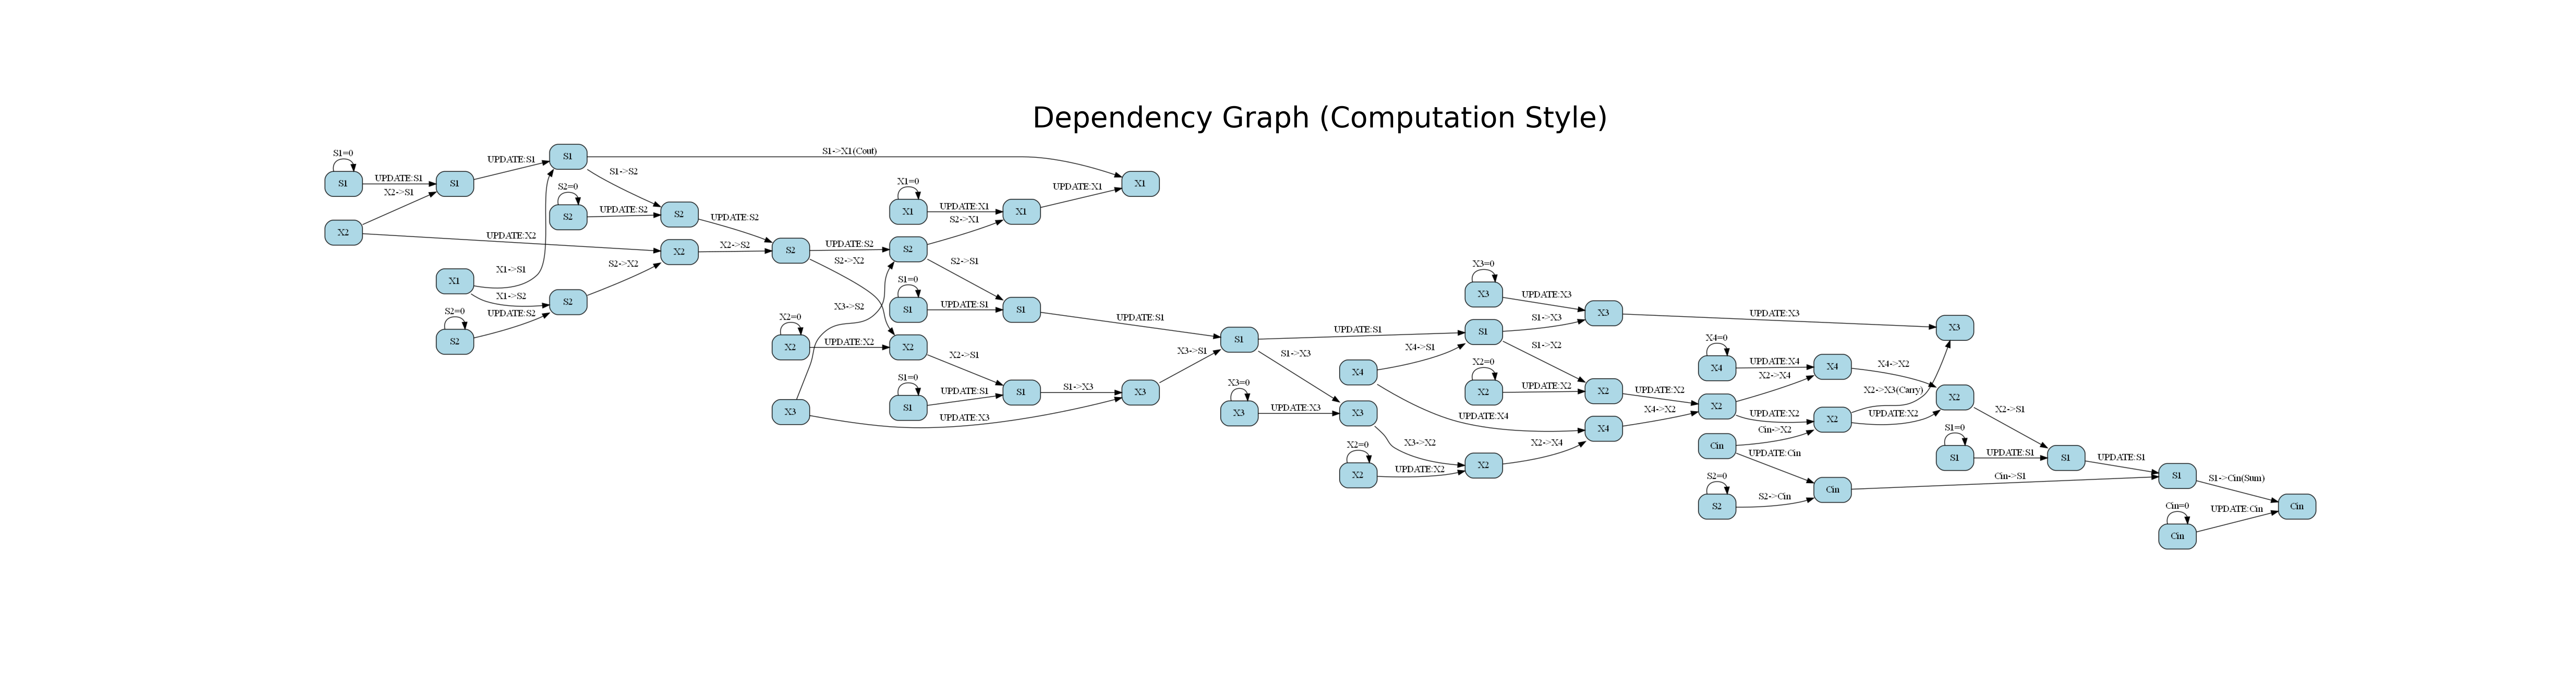 Dependency Graph (Computation Style)
S1=0
S1
UPDATE:S1
X2->S1
S1
UPDATE:S1
S1
S1->X1(Cout)
S1->S2
X2
UPDATE:X2
S2=0
S2
UPDATE:S2
S2
UPDATE:S2
X1
X1->S1
X1->S2
S2=0
S2
UPDATE:S2
S2
S2->X2
X2
X2->S2
S2
UPDATE:S2
S2->X2
X1=0
X1
UPDATE:X1
S2->X1
X1
UPDATE:X1
X1
S2
S2->S1
S1=0
S1
UPDATE:S1
S1
UPDATE:S1
X3->S2
X2=0
X2
UPDATE:X2
X2
X2->S1
S1=0
S1
UPDATE:S1
S1
S1->X3
X3
X3->S1
X3
UPDATE:X3
S1
UPDATE:S1
S1->X3
X3=0
X3
UPDATE:X3
X3
X3->X2
X4
X4->S1
UPDATE:X4
X2=0
X2
UPDATE:X2
X2
X2->X4
X3=0
X3
UPDATE:X3
S1
S1->X3
S1->X2
X3
UPDATE:X3
X2=0
X2
UPDATE:X2
X2
UPDATE:X2
X4
X4->X2
X4=0
X4
UPDATE:X4
X2->X4
X4
X4->X2
X2
UPDATE:X2
Cin->X2
X2
X2->X3(Carry)
UPDATE:X2
X3
X2
X2->S1
Cin
UPDATE:Cin
S2=0
S2
S2->Cin
Cin
Cin->S1
S1=0
S1
UPDATE:S1
S1
UPDATE:S1
S1
S1->Cin(Sum)
Cin=0
Cin
UPDATE:Cin
Cin